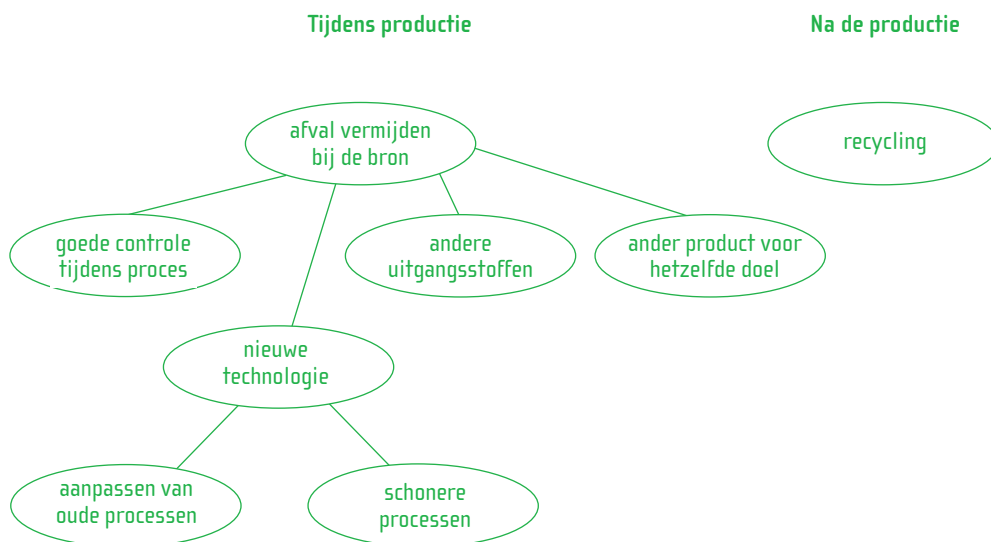 Tijdens productie
Na de productie
afval vermijden
bij de bron
recycling
goede controle
tijdens proces
andere
uitgangsstoffen
ander product voor
hetzelfde doel
nieuwe
technologie
aanpassen van
oude processen
schonere
processen